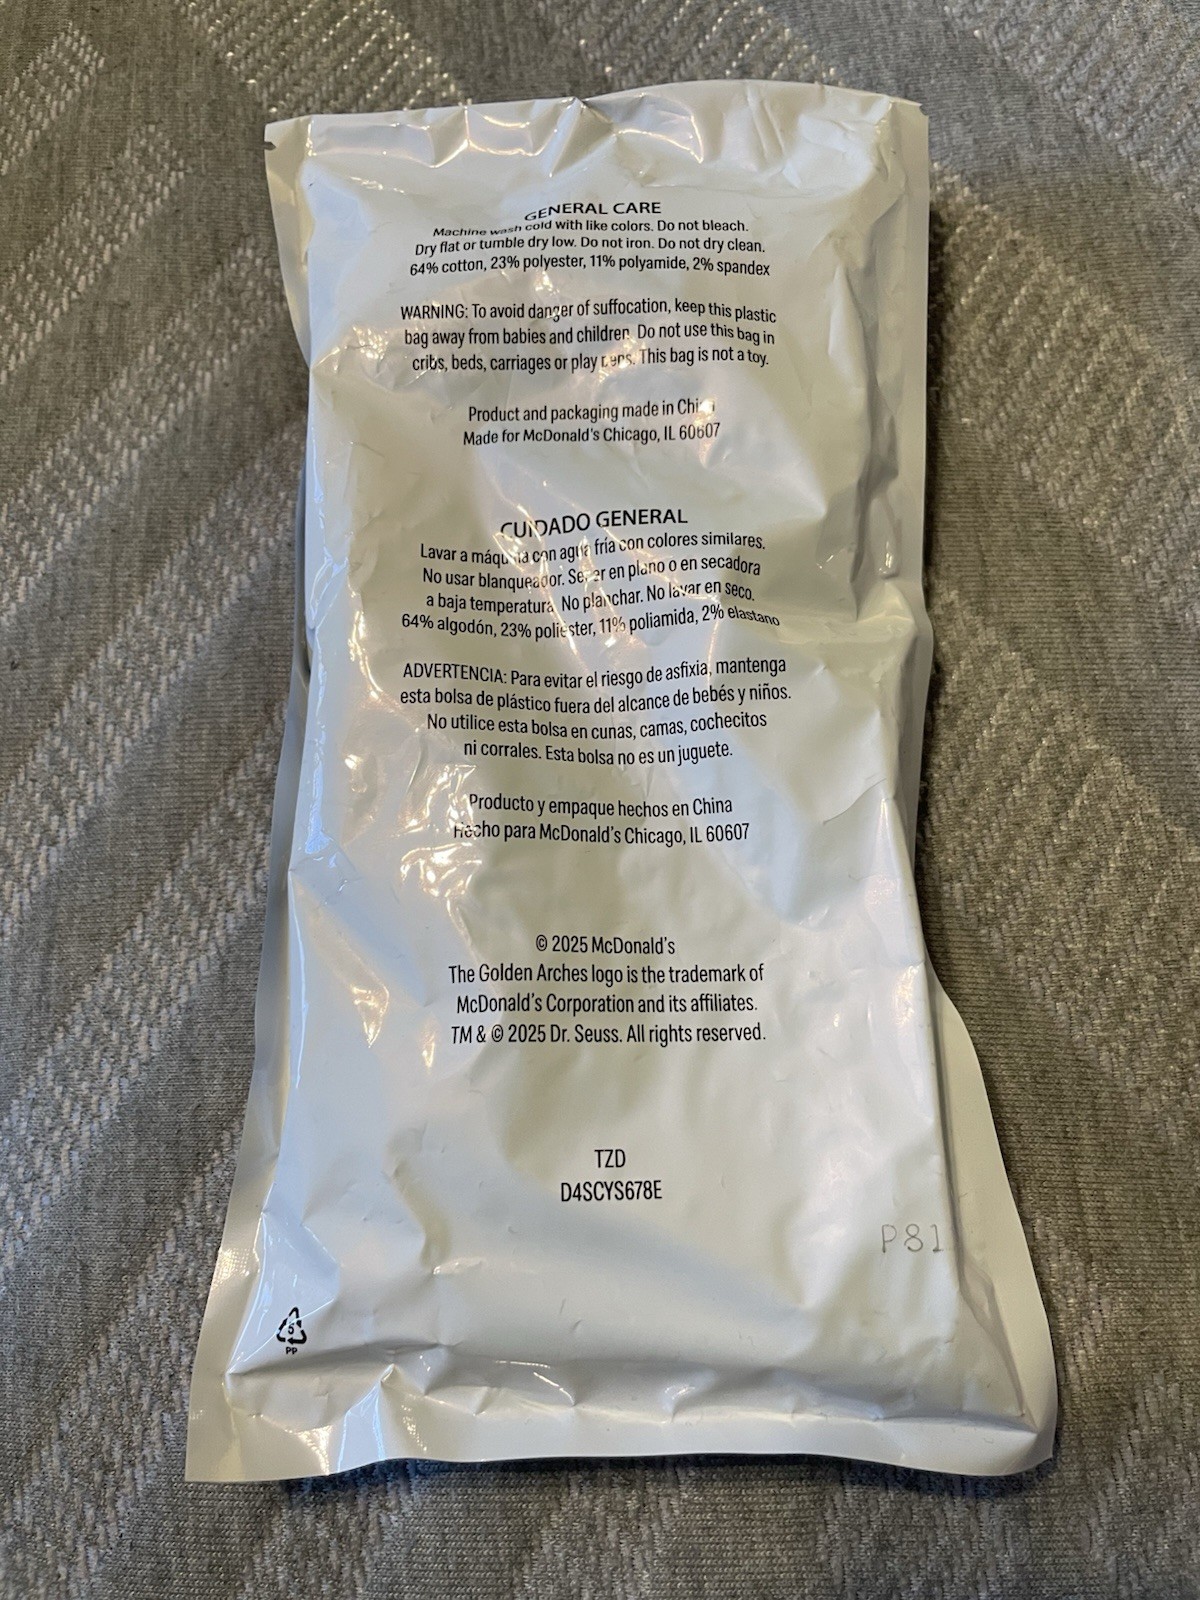 GENERAL CARE
Machine wash cold with like colors. Do not bleach.
Dry flat or tumble dry low. Do not iron. Do not dry clean.
64% cotton, 23% polyester, 11% polyamide, 2% spandex
WARNING: To avoid danger of suffocation, keep this plastic
bag away from babies and children. Do not use this bag in
cribs, beds, carriages or play pens. This bag is not a toy.
Product and packaging made in China
Made for McDonald's Chicago, IL 60607
CUIDADO GENERAL
Lavar a máquina con agua fría con colores similares.
No usar blanqueador. Secar en plano o en secadora
a baja temperatura. No planchar. No lavar en seco.
64% algodón, 23% poliéster, 11% poliamida, 2% elastano
ADVERTENCIA: Para evitar el riesgo de asfixia, mantenga
esta bolsa de plástico fuera del alcance de bebés y niños.
No utilice esta bolsa en cunas, camas, cochecitos
ni corrales. Esta bolsa no es un juguete.
Producto y empaque hechos en China
Hecho para McDonald's Chicago, IL 60607
© 2025 McDonald's
The Golden Arches logo is the trademark of
McDonald's Corporation and its affiliates.
TM & © 2025 Dr. Seuss. All rights reserved.
TZD
D4SCYS678E
P81
5
PP